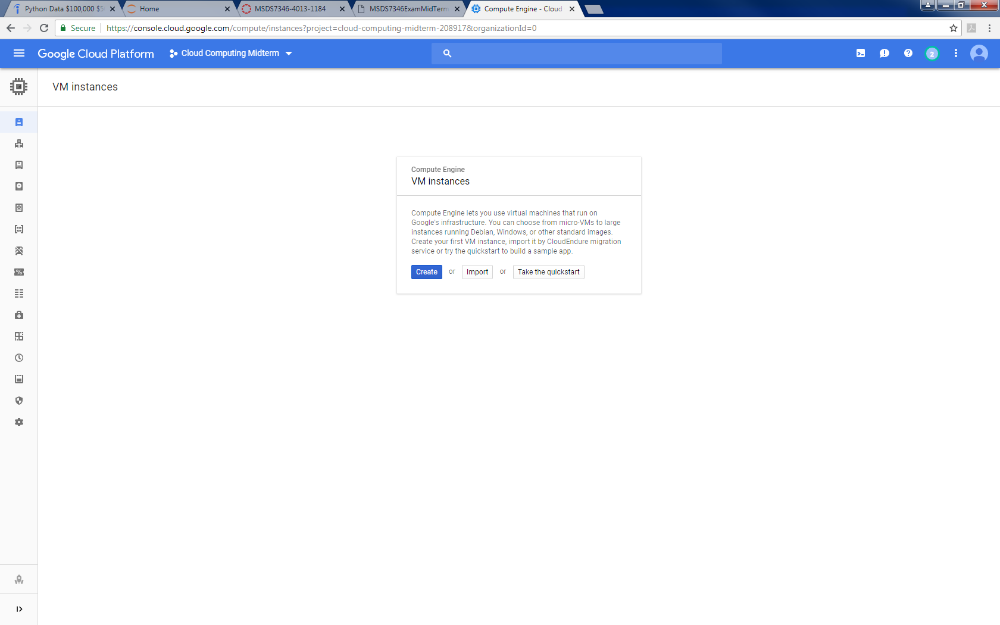 Python Data $100,000 $5
Home
MSDS7346-4013-1184
MSDS7346ExamMidTerm
Compute Engine - Cloud
Secure
https://console.cloud.google.com/compute/instances?project=cloud-computing-midterm-208917&organizationId=0
Google Cloud Platform
Cloud Computing Midterm
2
VM instances
Compute Engine
VM instances
Compute Engine lets you use virtual machines that run on
Google's infrastructure. You can choose from micro-VMs to large
instances running Debian, Windows, or other standard images.
Create your first VM instance, import it by CloudEndure migration
service or try the quickstart to build a sample app.
Create or Import or Take the quickstart